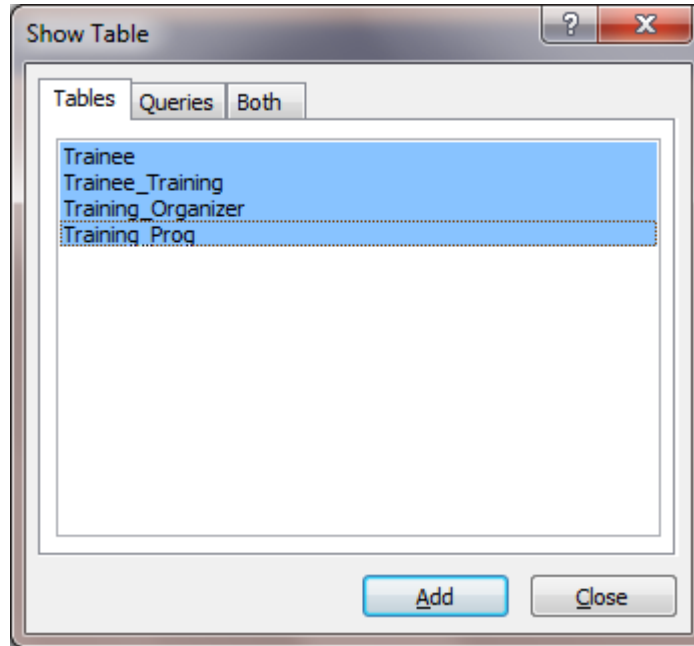 Show Table
?
Tables Queries Both
Trainee
Trainee_Training
Training_Organizer
Training_Prog
Add Close